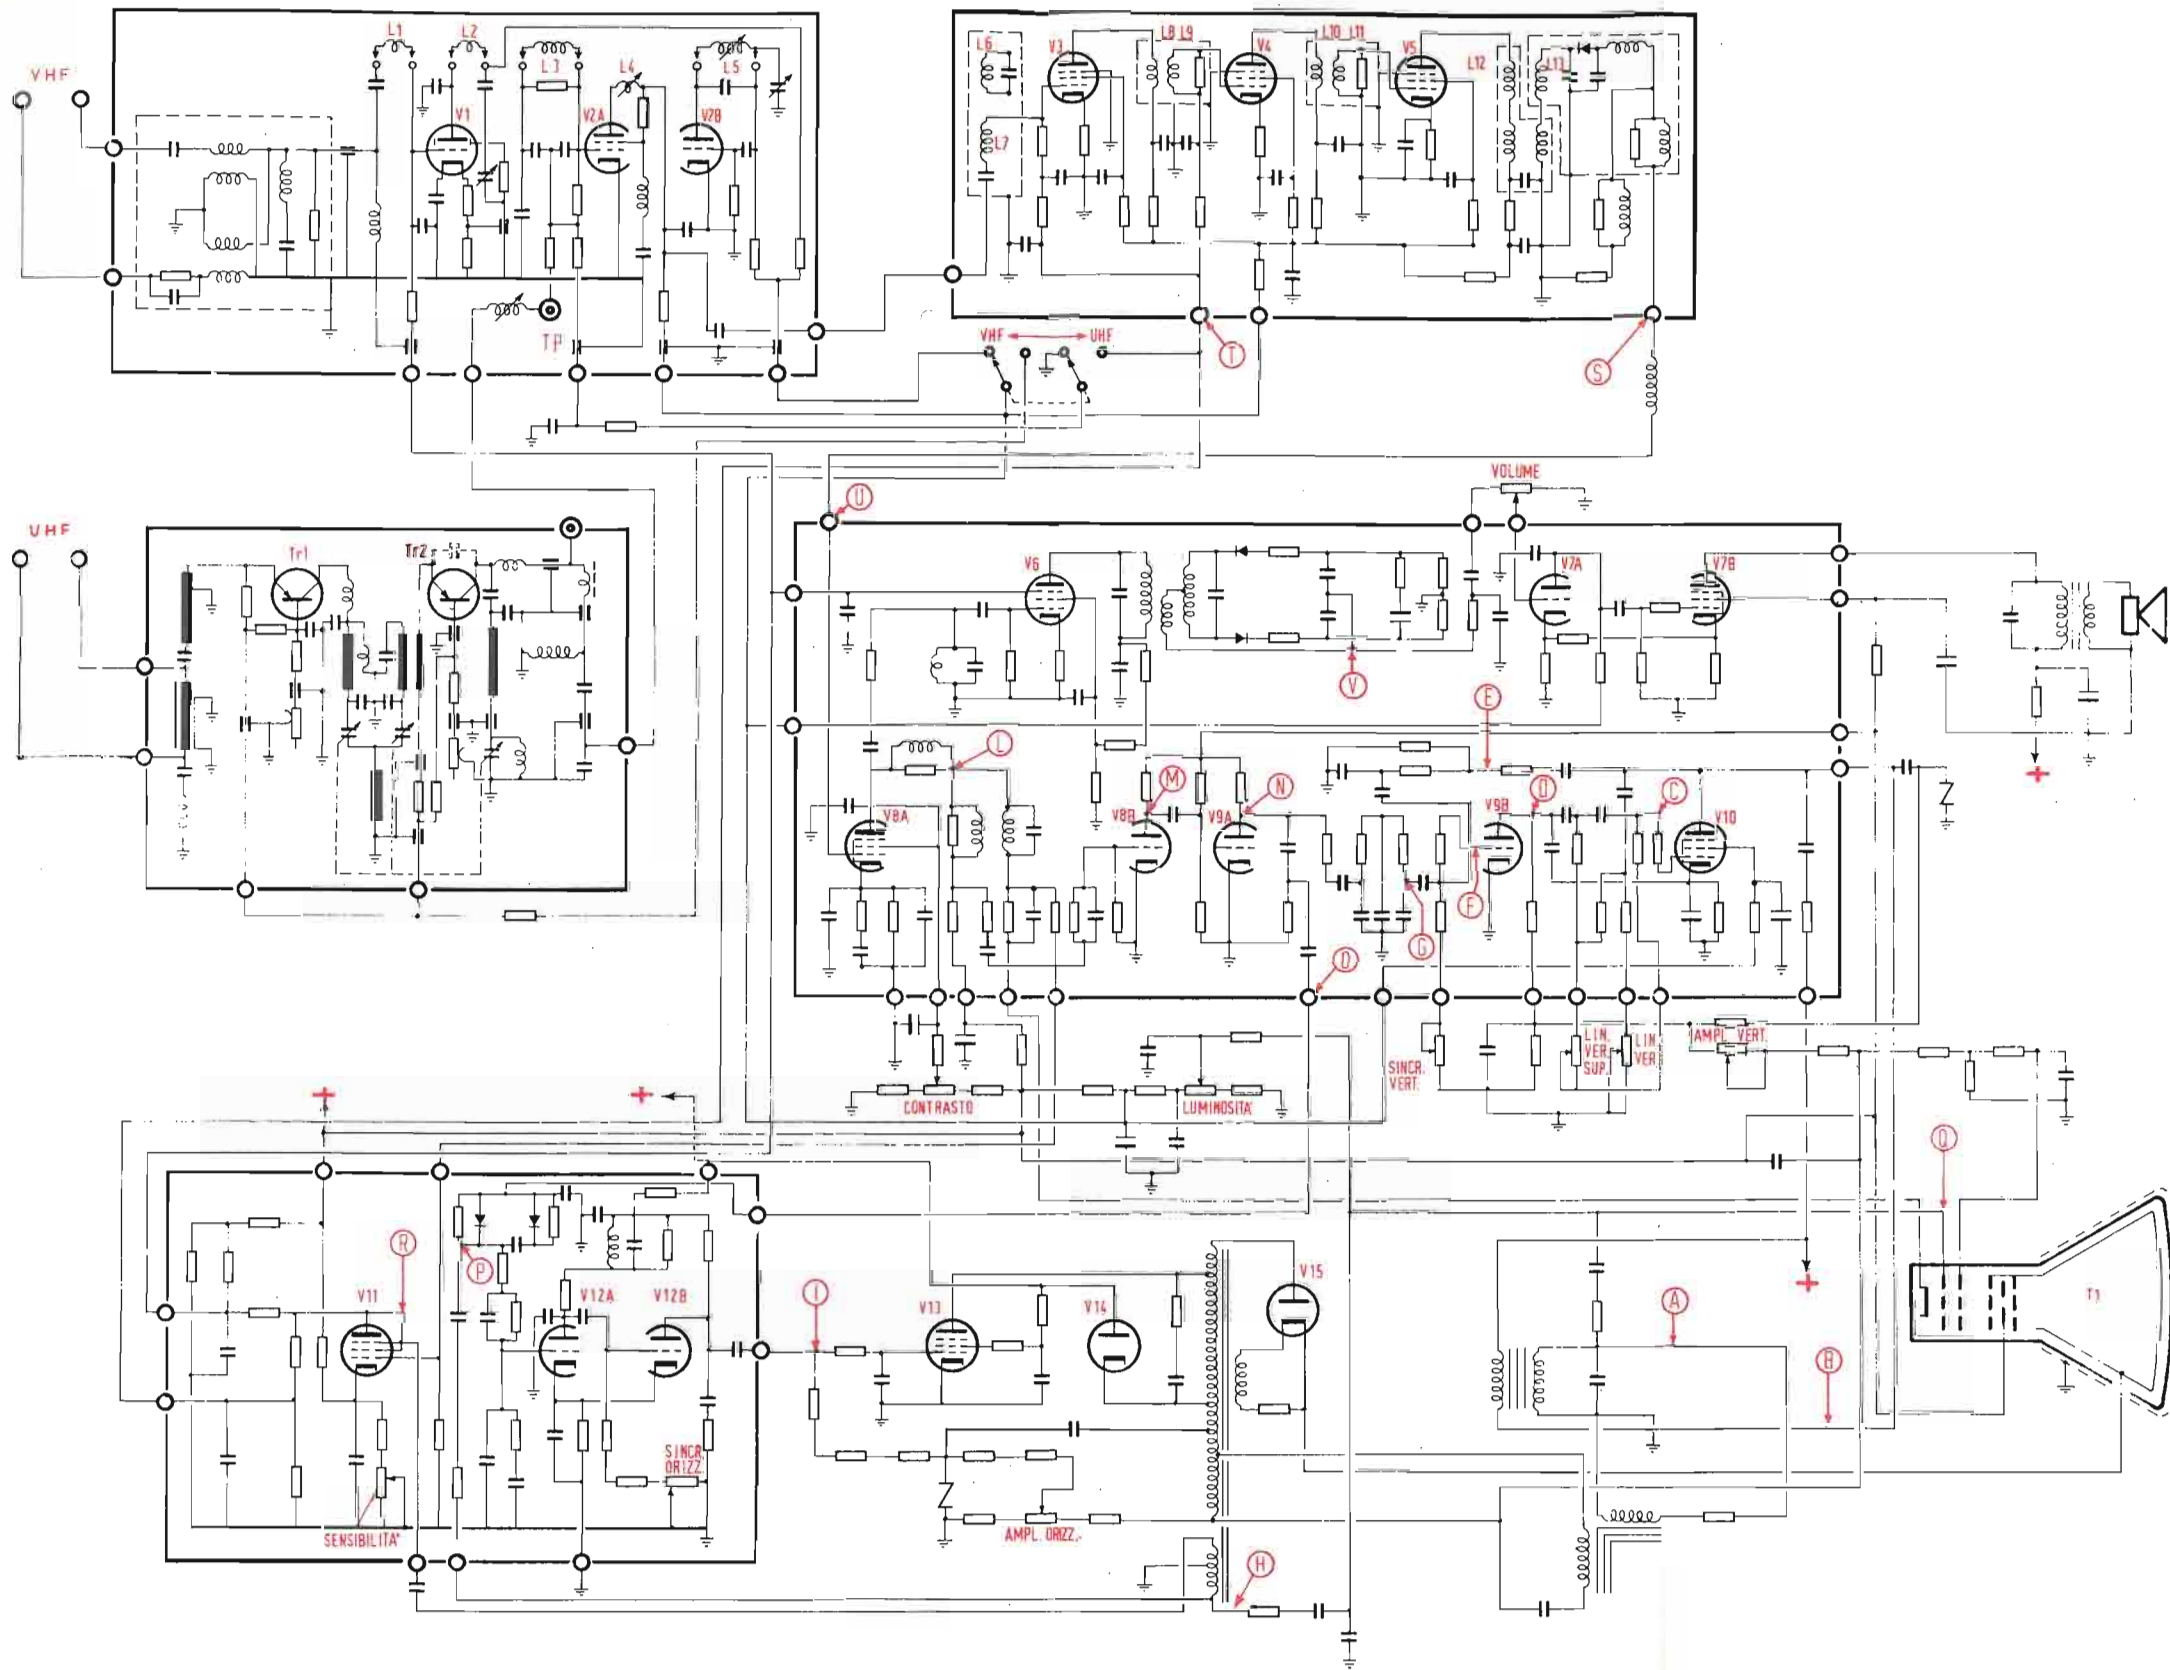 L1
L2
VHF
L3
L4
L5
V1
V2A
V2B
TP
L6
V3
L8 L9
V4
L10 L11
V5
L12
L13
L7
VHF
UHF
T
S
VOLUME
U
UHF
Tr1
Tr2
V6
V7A
V7B
V
E
L
M
N
V8A
V8B
V9A
V9B
D
C
V10
F
G
O
+
SINCR. VERT.
LIN. VER. SUP.
LIN. VER.
AMPL. VERT.
CONTRASTO
LUMINOSITA'
+
+
Q
R
P
V11
V12A
V12B
I
V13
V14
V15
+
A
B
T1
SENSIBILITA'
SINCR. ORIZZ.
AMPL. ORIZZ.
H